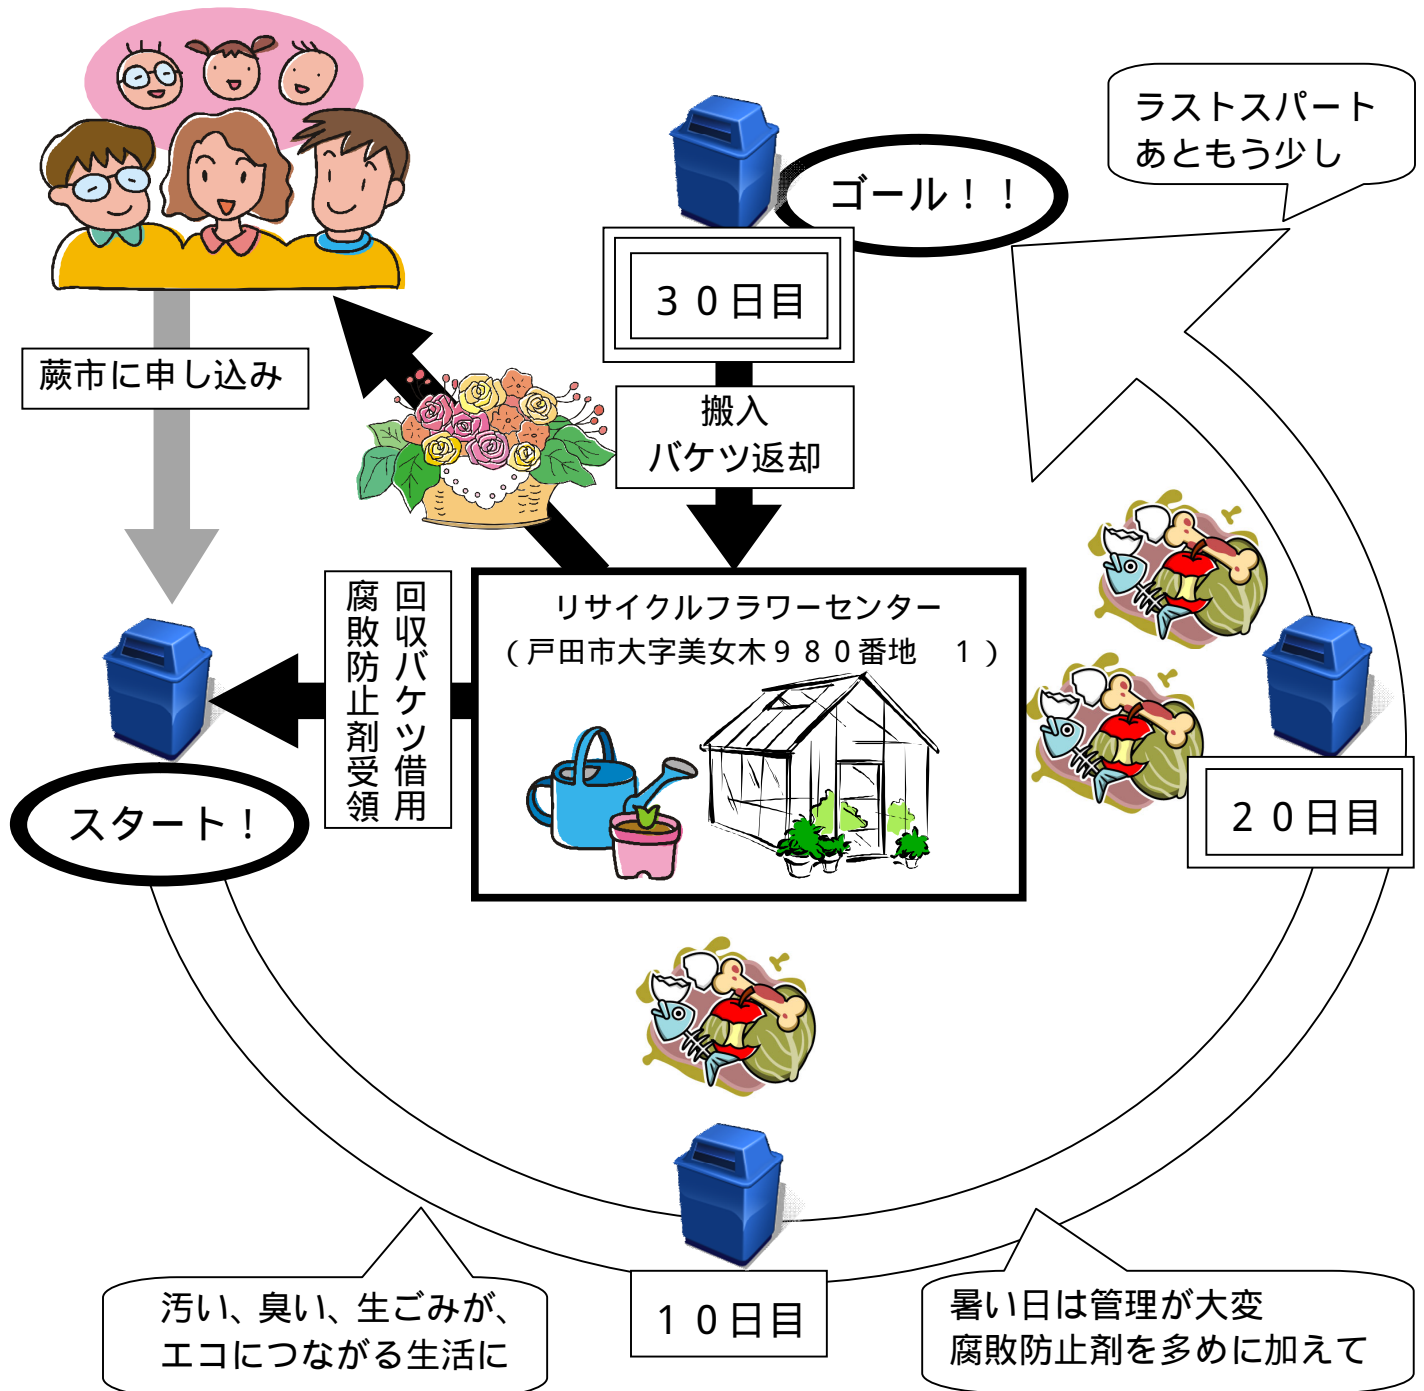 ラストスパート
あともう少し
ゴール！！
３０日目
蕨市に申し込み
搬入
バケツ返却
回収バケツ借用
腐敗防止剤受領
リサイクルフラワーセンター
（戸田市大字美女木９８０番地　１）
スタート！
２０日目
１０日目
汚い、臭い、生ごみが、
エコにつながる生活に
暑い日は管理が大変
腐敗防止剤を多めに加えて